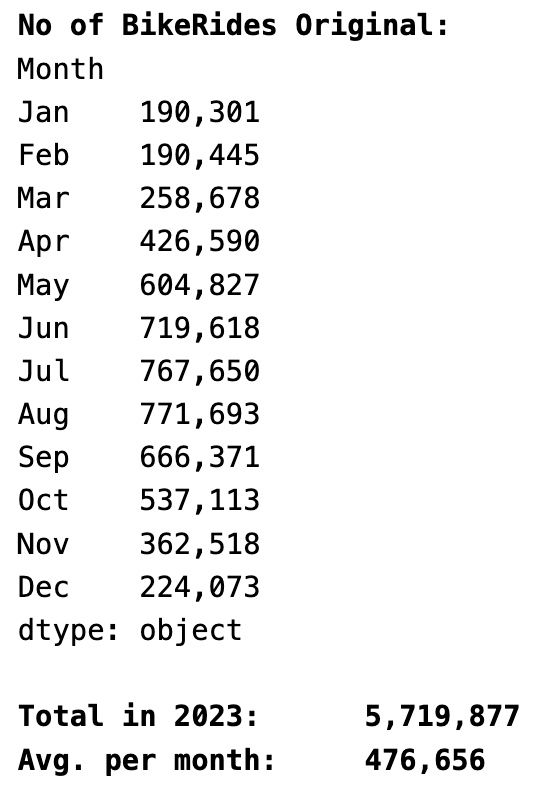 No of BikeRides Original:
Month
Jan    190,301
Feb    190,445
Mar    258,678
Apr    426,590
May    604,827
Jun    719,618
Jul    767,650
Aug    771,693
Sep    666,371
Oct    537,113
Nov    362,518
Dec    224,073
dtype: object
Total in 2023:      5,719,877
Avg. per month:     476,656